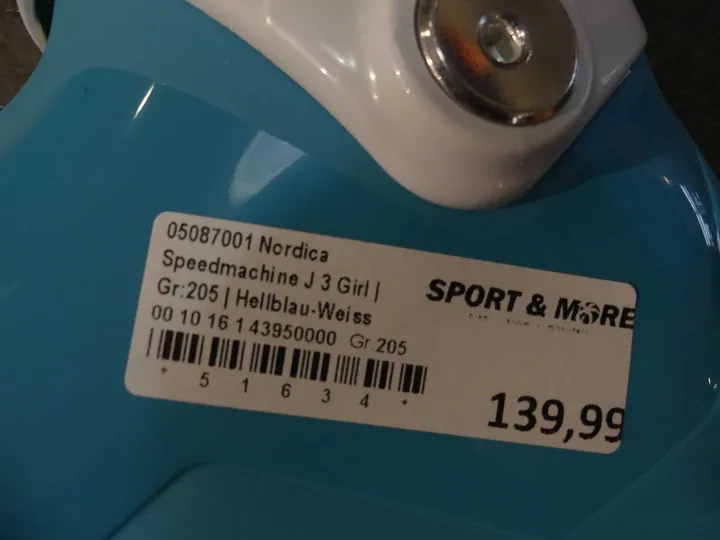 05087001 Nordica
Speedmachine J 3 Girl |
Gr:205 | Hellblau-Weiss
00 10 16 1 43950000 Gr.205
* 5 1 6 3 4 *
SPORT & MORE
139,99